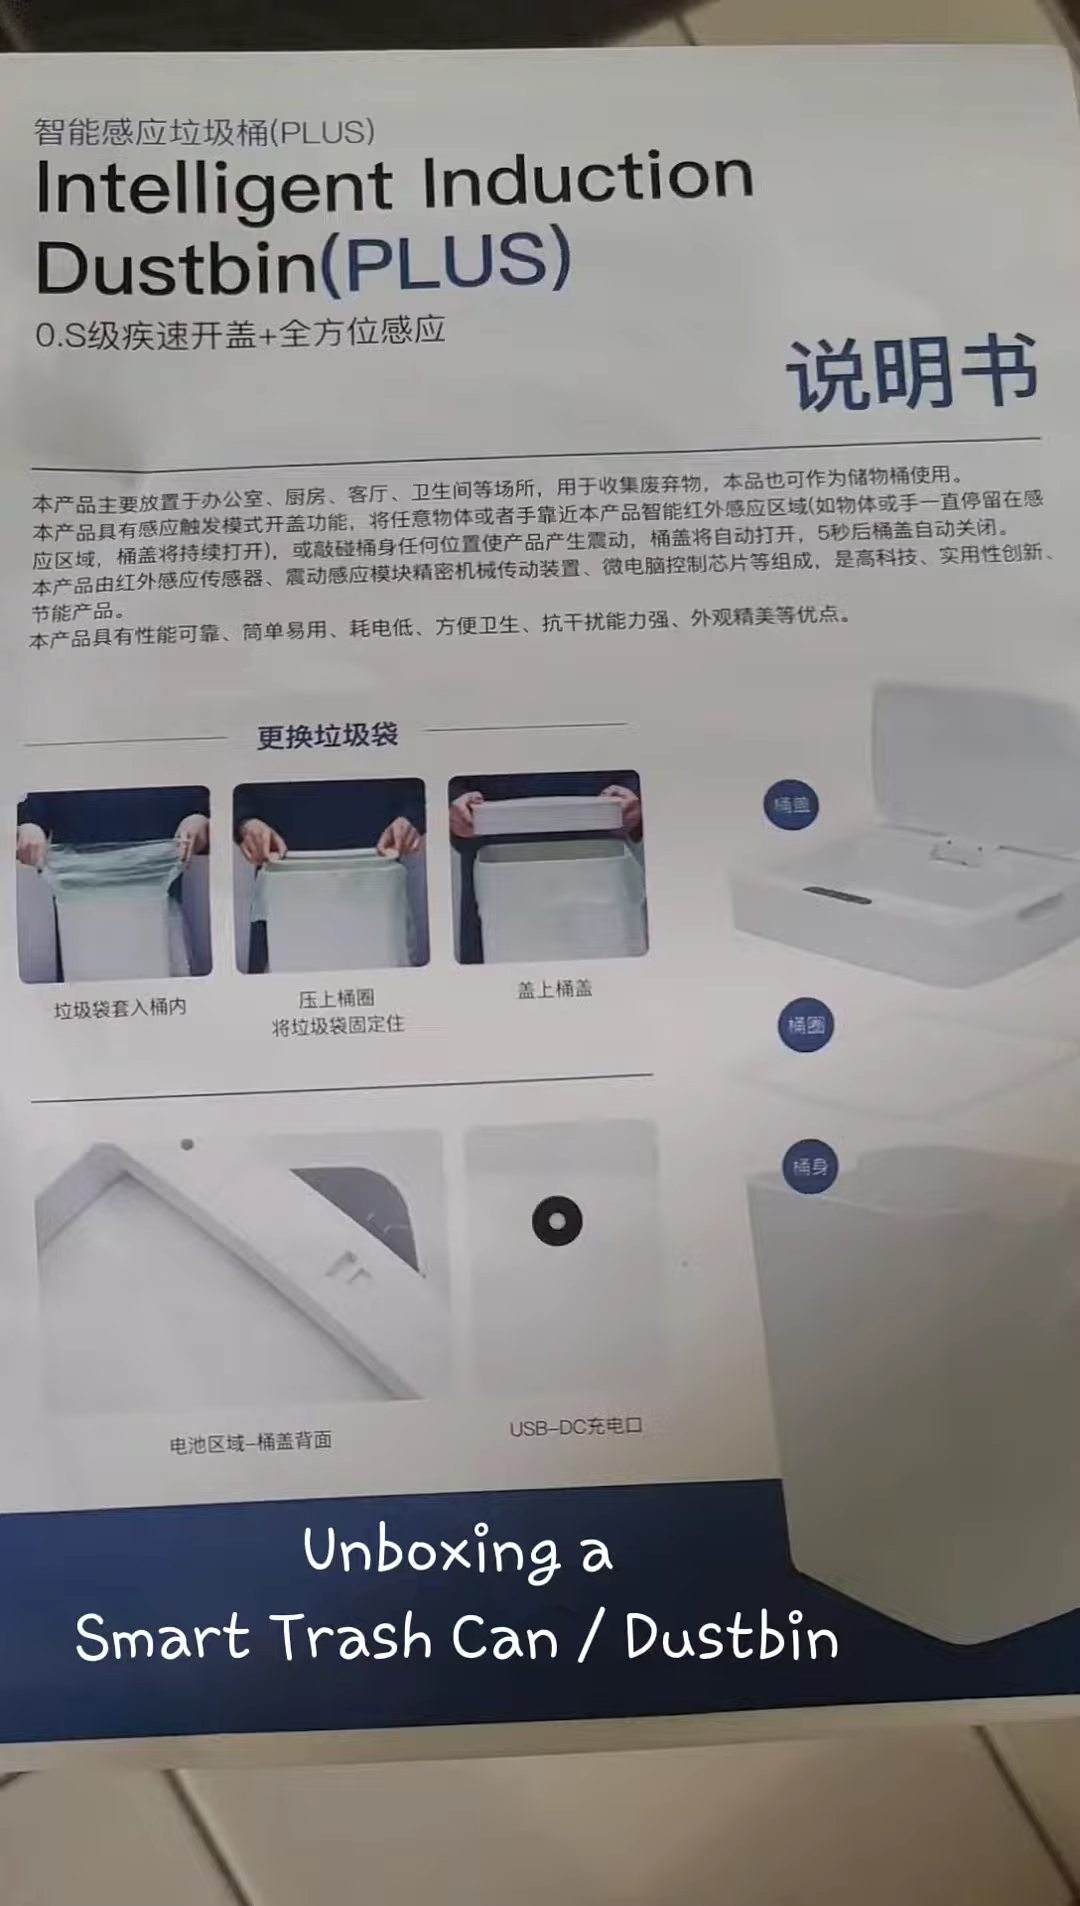 智能感应垃圾桶(PLUS)
Intelligent Induction
Dustbin(PLUS)
0.S级疾速开盖+全方位感应
说明书
本产品主要放置于办公室、厨房、客厅、卫生间等场所，用于收集废弃物，本品也可作为储物桶使用。
本产品具有感应触发模式开盖功能，将任意物体或者手靠近本产品智能红外感应区域(如物体或手一直停留在感
应区域，桶盖将持续打开)，或敲碰桶身任何位置使产品产生震动，桶盖将自动打开，5秒后桶盖自动关闭。
本产品由红外感应传感器、震动感应模块精密机械传动装置、微电脑控制芯片等组成，是高科技、实用性创新、
节能产品。
本产品具有性能可靠、简单易用、耗电低、方便卫生、抗干扰能力强、外观精美等优点。
更换垃圾袋
垃圾袋套入桶内
压上桶圈
将垃圾袋固定住
盖上桶盖
桶盖
桶圈
桶身
电池区域-桶盖背面
USB-DC充电口
Unboxing a
Smart Trash Can / Dustbin